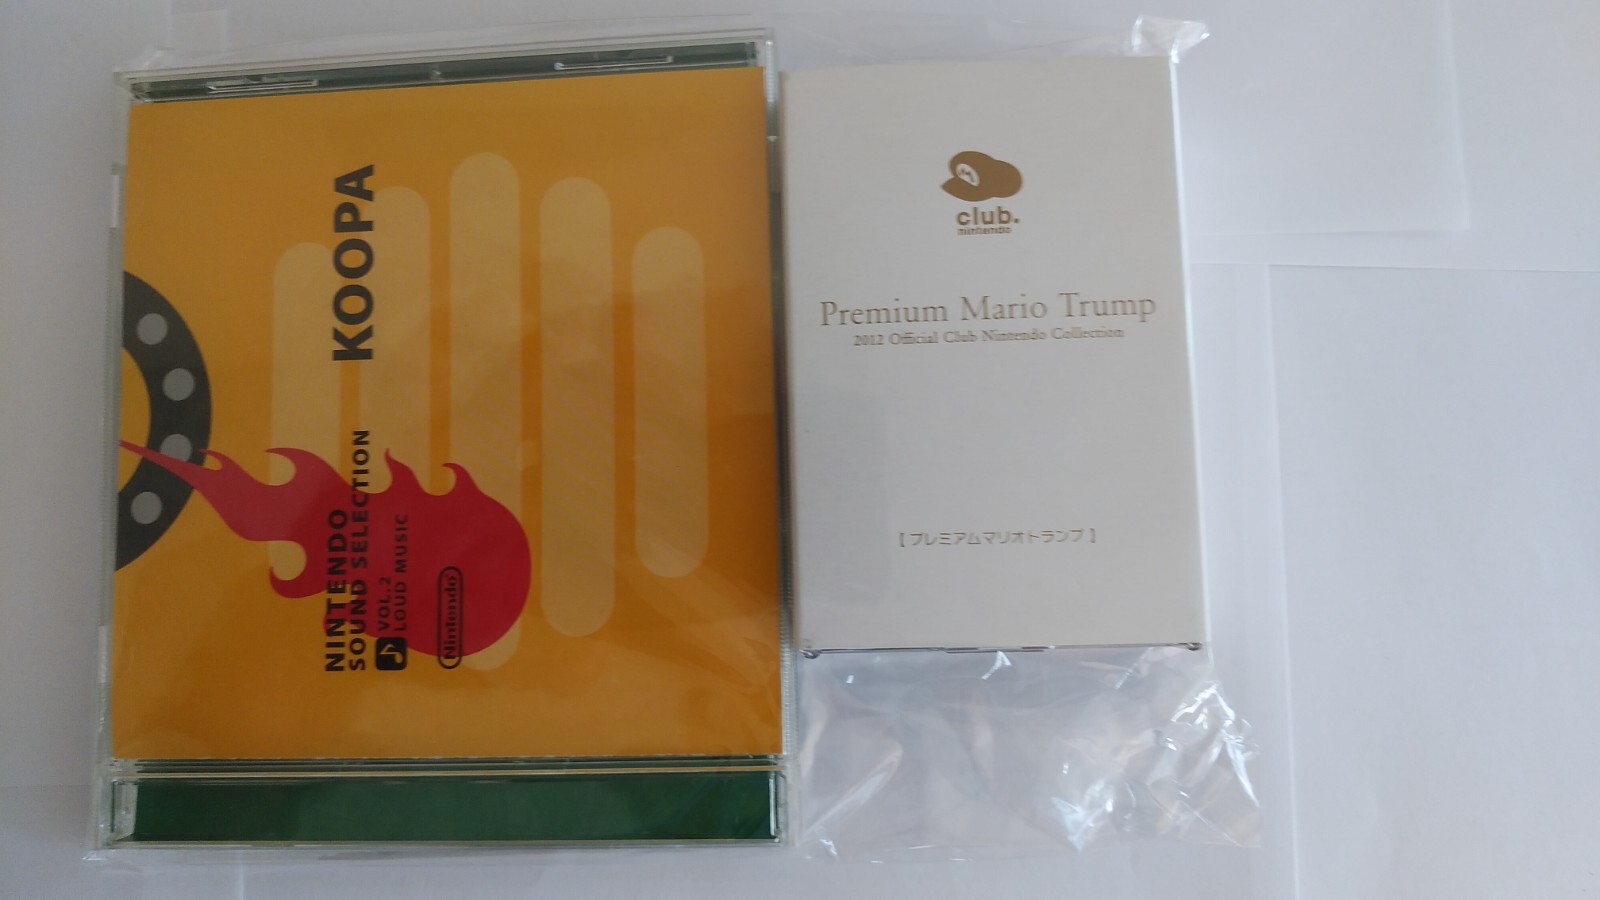 KOOPA
NINTENDO
SOUND SELECTION
VOL.2
LOUD MUSIC
Nintendo
M
club.
nintendo
Premium Mario Trump
2012 Official Club Nintendo Collection
【プレミアムマリオトランプ】